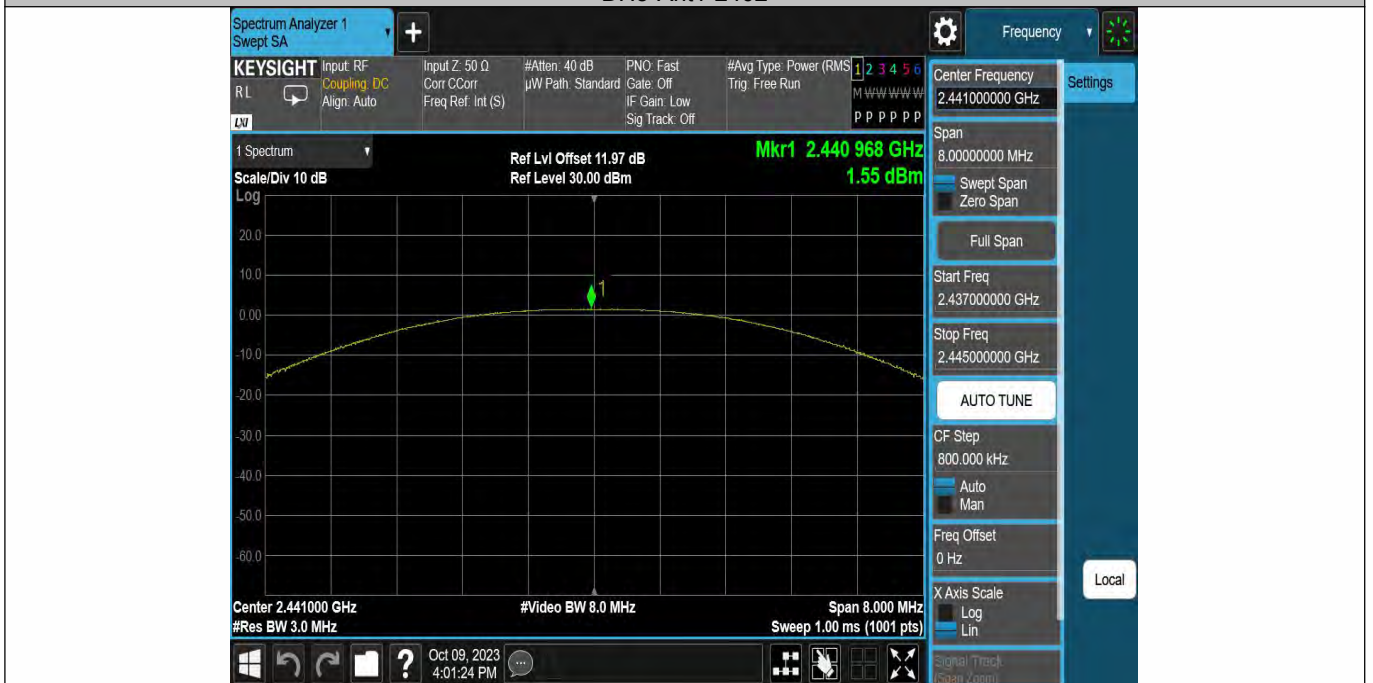 Spectrum Analyzer 1
Swept SA
Frequency
KEYSIGHT
RL
LXI
Input: RF
Coupling: DC
Align: Auto
Input Z: 50 Ω
Corr CCorr
Freq Ref: Int (S)
#Atten: 40 dB
µW Path: Standard
PNO: Fast
Gate: Off
IF Gain: Low
Sig Track: Off
#Avg Type: Power (RMS
Trig: Free Run
1 2 3 4 5 6
M W W W W W
P P P P P P
1 Spectrum
Scale/Div 10 dB
Ref Lvl Offset 11.97 dB
Ref Level 30.00 dBm
Mkr1 2.440 968 GHz
1.55 dBm
Log
20.0
10.0
0.00
-10.0
-20.0
-30.0
-40.0
-50.0
-60.0
1
Center 2.441000 GHz
#Res BW 3.0 MHz
#Video BW 8.0 MHz
Span 8.000 MHz
Sweep 1.00 ms (1001 pts)
Center Frequency
2.441000000 GHz
Settings
Span
8.00000000 MHz
Swept Span
Zero Span
Full Span
Start Freq
2.437000000 GHz
Stop Freq
2.445000000 GHz
AUTO TUNE
CF Step
800.000 kHz
Auto
Man
Freq Offset
0 Hz
X Axis Scale
Log
Lin
Signal Track
(Span Zoom)
Local
?
Oct 09, 2023
4:01:24 PM